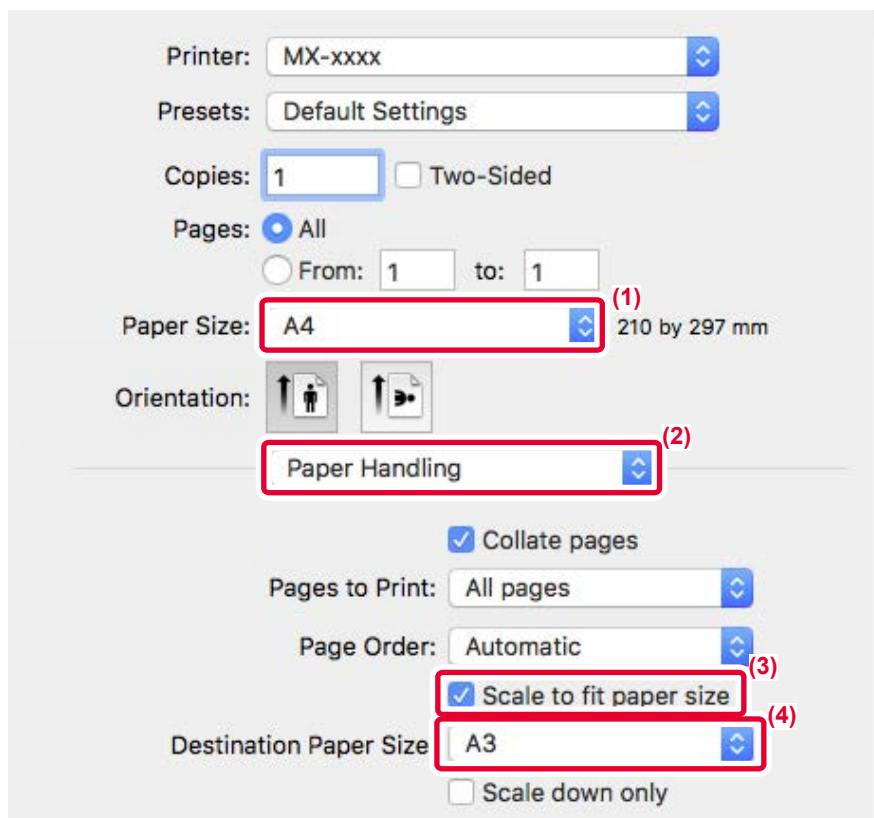 Printer: MX-xxxx
Presets: Default Settings
Copies: 1 Two-Sided
Pages: All
From: 1 to: 1
(1)
Paper Size: A4 210 by 297 mm
Orientation:
(2)
Paper Handling
Collate pages
Pages to Print: All pages
Page Order: Automatic
(3)
Scale to fit paper size
(4)
Destination Paper Size A3
Scale down only